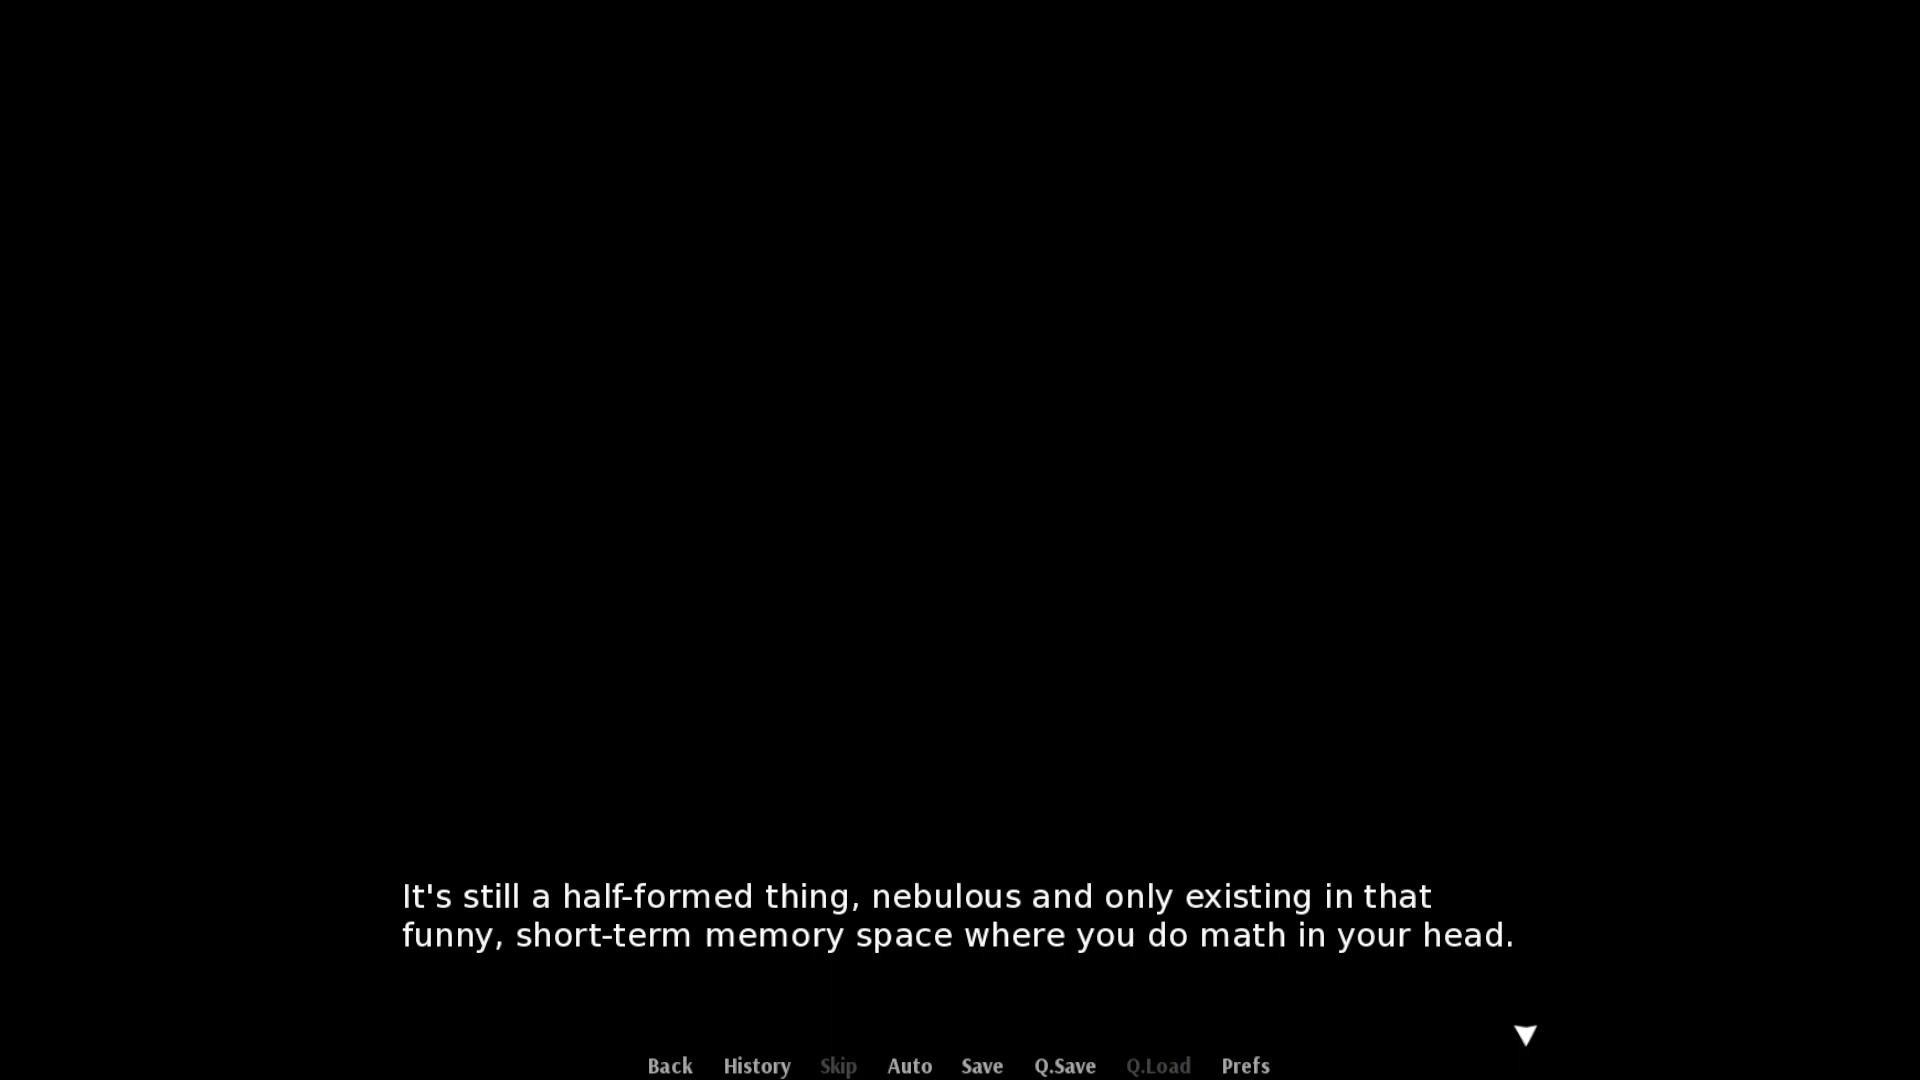 It's still a half-formed thing, nebulous and only existing in that
funny, short-term memory space where you do math in your head.
Back History Skip Auto Save Q.Save Q.Load Prefs